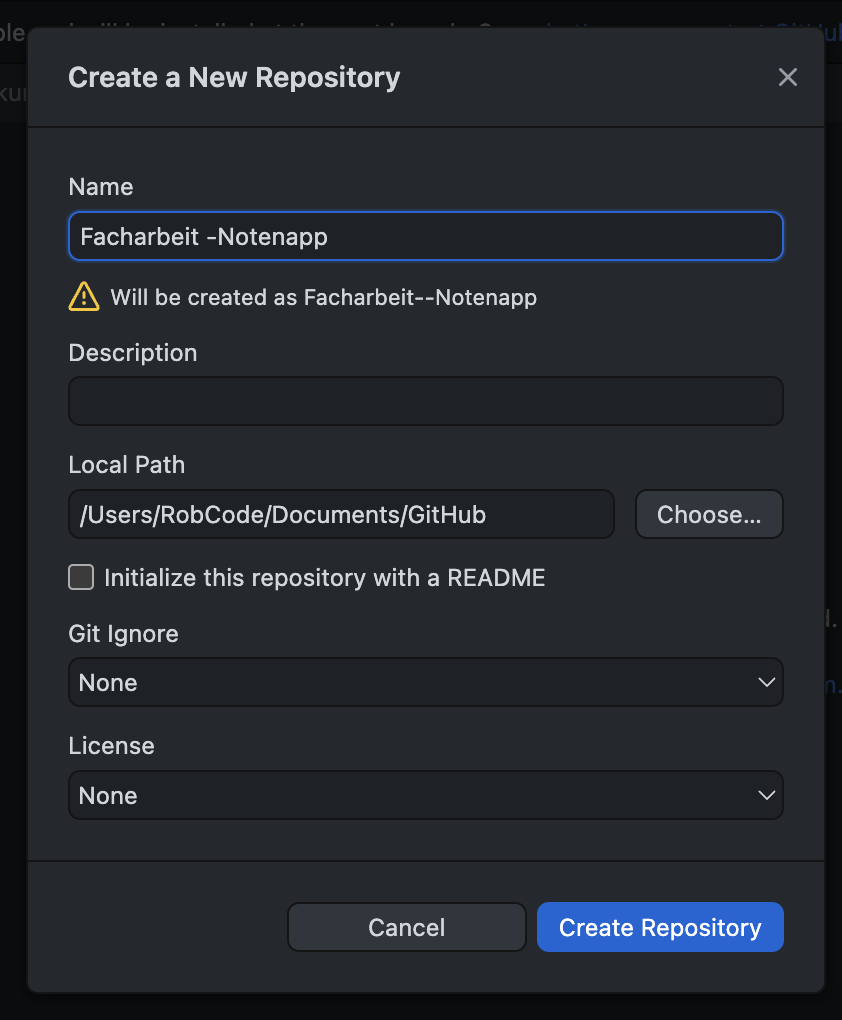 Create a New Repository
Name
Facharbeit -Notenapp
Will be created as Facharbeit--Notenapp
Description
Local Path
/Users/RobCode/Documents/GitHub
Choose...
Initialize this repository with a README
Git Ignore
None
License
None
Cancel
Create Repository